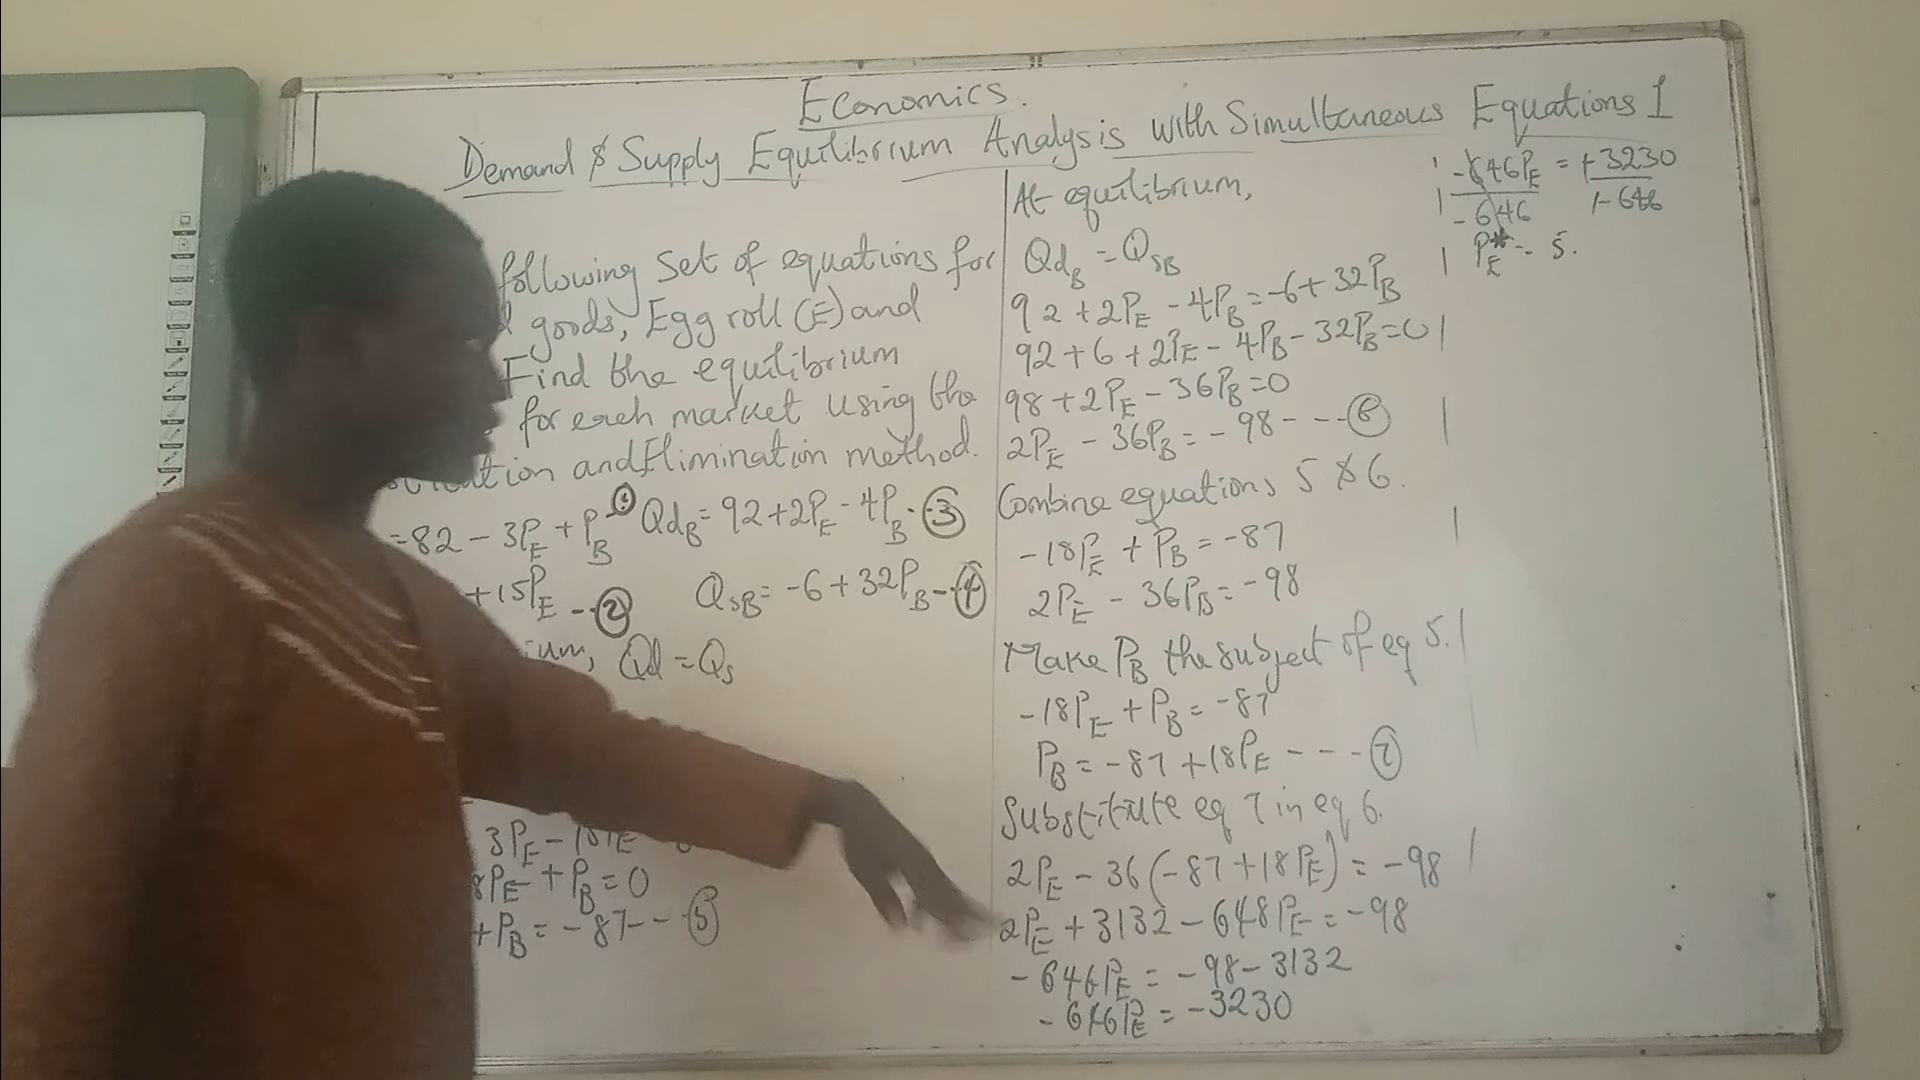 Economics.
Demand & Supply Equilibrium Analysis with Simultaneous Equations 1
following set of equations for
goods, Egg roll (E) and
Find the equilibrium
for each market using the
and Elimination method.
=82 - 3P_E + P_B --① Qd_B = 92+2P_E - 4P_B --③
+15P_E --② Q_SB = -6+32P_B --④
Qd = Qs
3P_E - 15P_E
8P_E + P_B = 0
+P_B = -87 -- ⑤
At equilibrium,
Qd_B = Q_SB
92+2P_E - 4P_B = -6+32P_B
92+6+2P_E - 4P_B - 32P_B = 0
98+2P_E - 36P_B = 0
2P_E - 36P_B = -98 - - - ⑥
Combine equations 5 & 6.
-18P_E + P_B = -87
2P_E - 36P_B = -98
Make P_B the subject of eq 5.
-18P_E + P_B = -87
P_B = -87 +18P_E - - - - ⑦
Substitute eq 7 in eq 6.
2P_E - 36(-87+18P_E) = -98
2P_E + 3132 - 648P_E = -98
-646P_E = -98-3132
-646P_E = -3230
-646P_E = +3230
-646 -646
P*_E = 5.